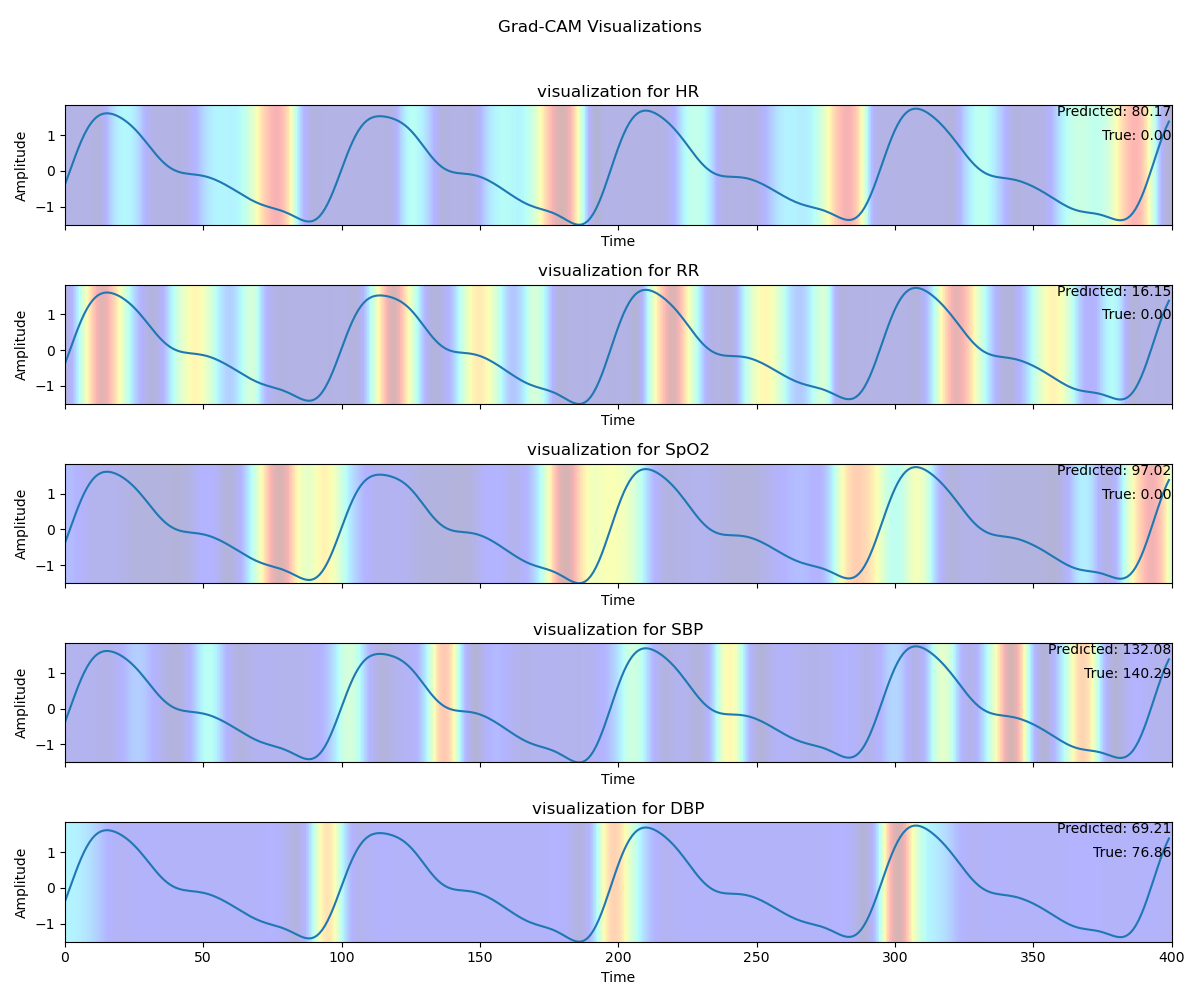 Grad-CAM Visualizations
visualization for HR
Predicted: 80.17
True: 0.00
1
0
−1
Amplitude
Time
visualization for RR
Predicted: 16.15
True: 0.00
1
0
−1
Amplitude
Time
visualization for SpO2
Predicted: 97.02
True: 0.00
1
0
−1
Amplitude
Time
visualization for SBP
Predicted: 132.08
True: 140.29
1
0
−1
Amplitude
Time
visualization for DBP
Predicted: 69.21
True: 76.86
1
0
−1
Amplitude
0 50 100 150 200 250 300 350 400
Time